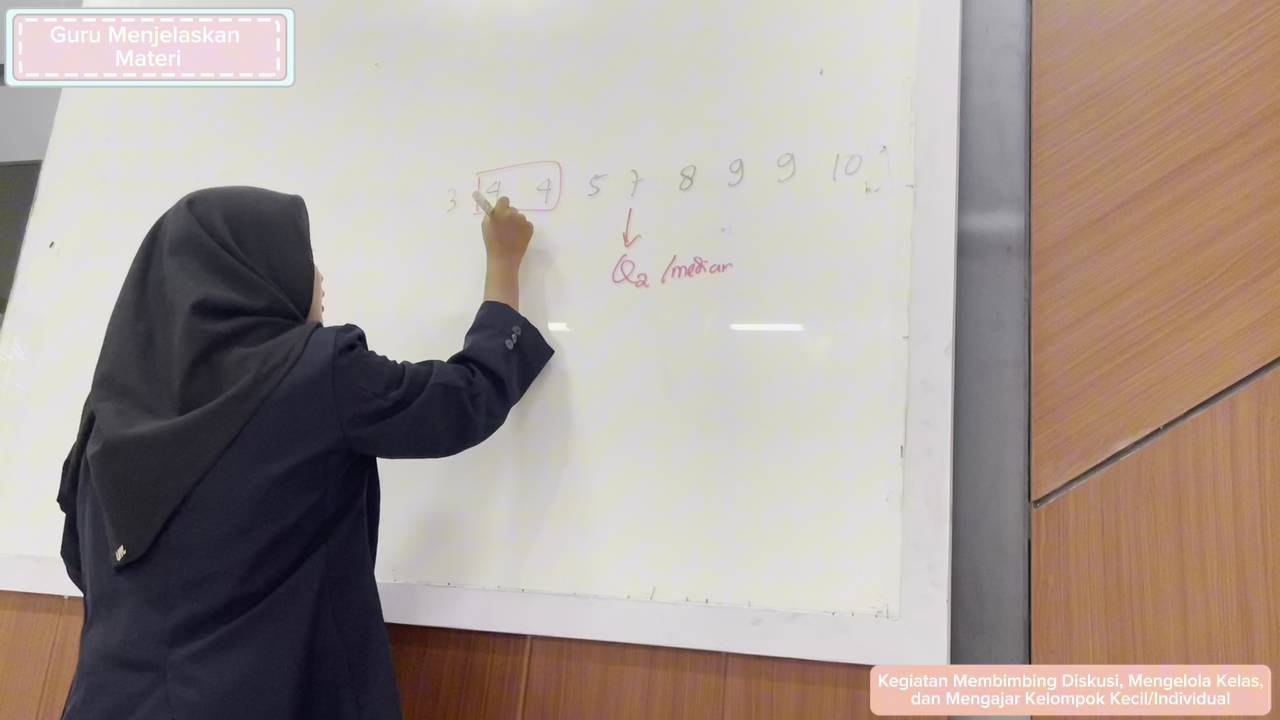 Guru Menjelaskan
Materi
3 4 4 5 7 8 9 9 10
Q2 /median
Kegiatan Membimbing Diskusi, Mengelola Kelas,
dan Mengajar Kelompok Kecil/Individual